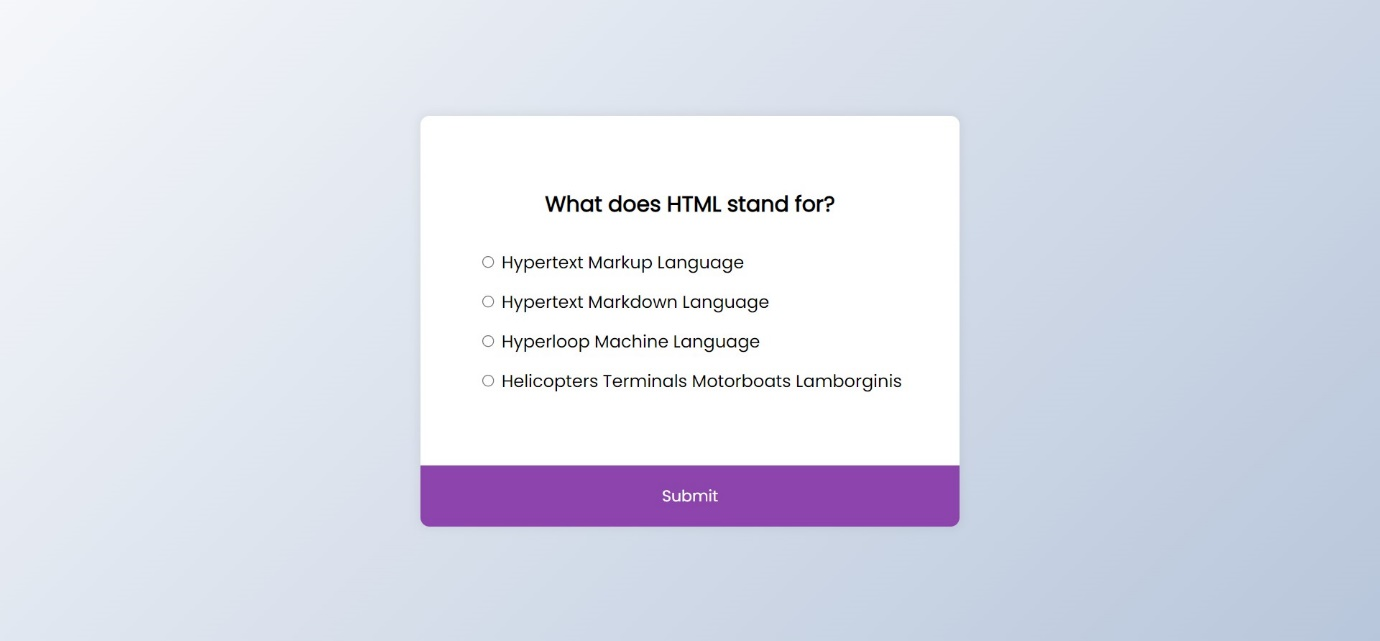 What does HTML stand for?
Hypertext Markup Language
Hypertext Markdown Language
Hyperloop Machine Language
Helicopters Terminals Motorboats Lamborginis
Submit